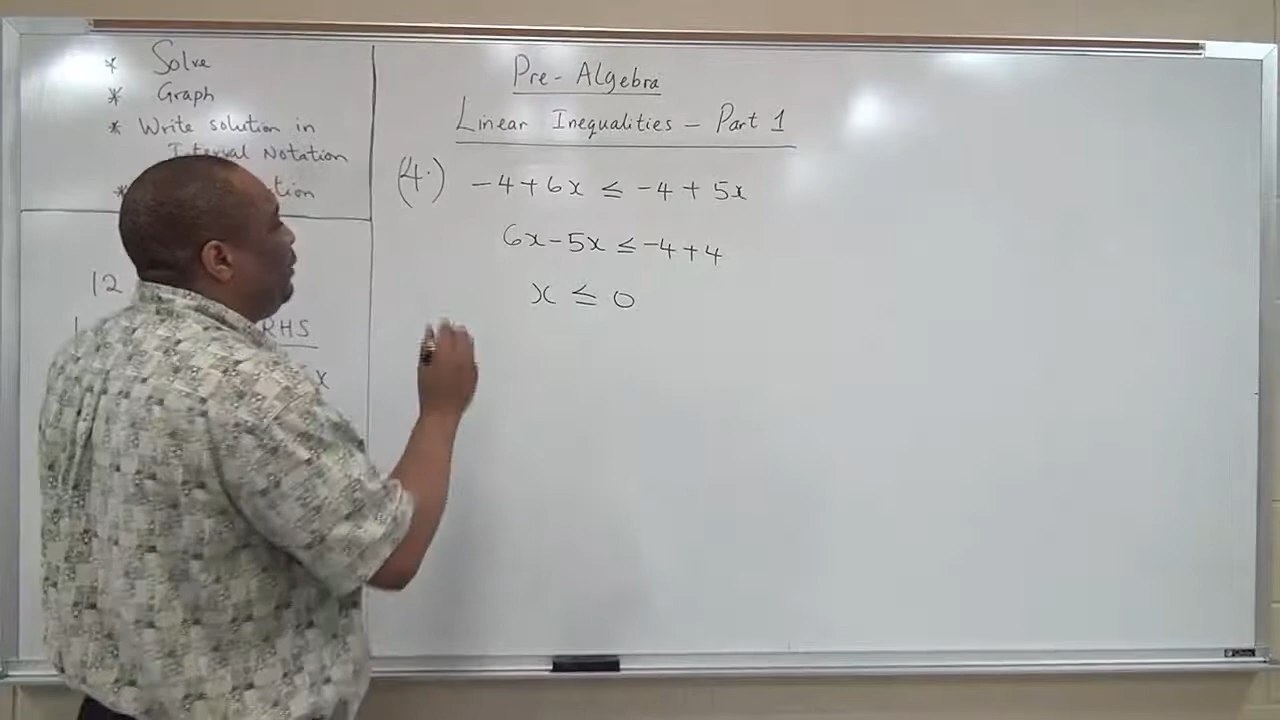 * Solve
* Graph
* Write solution in
Interval Notation
*
Pre-Algebra
Linear Inequalities - Part 1
(4.) -4+6x ≤ -4+5x
6x-5x ≤ -4+4
x ≤ 0
12
RHS
x